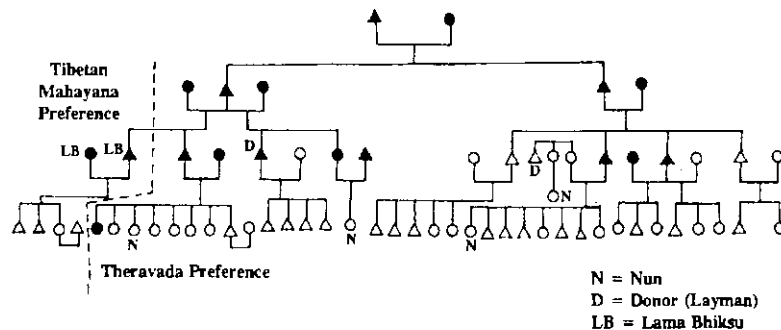 Tibetan
Mahayana
Preference
LB
LB
D
D
N
N
N
N
Theravada Preference
N = Nun
D = Donor (Layman)
LB = Lama Bhiksu